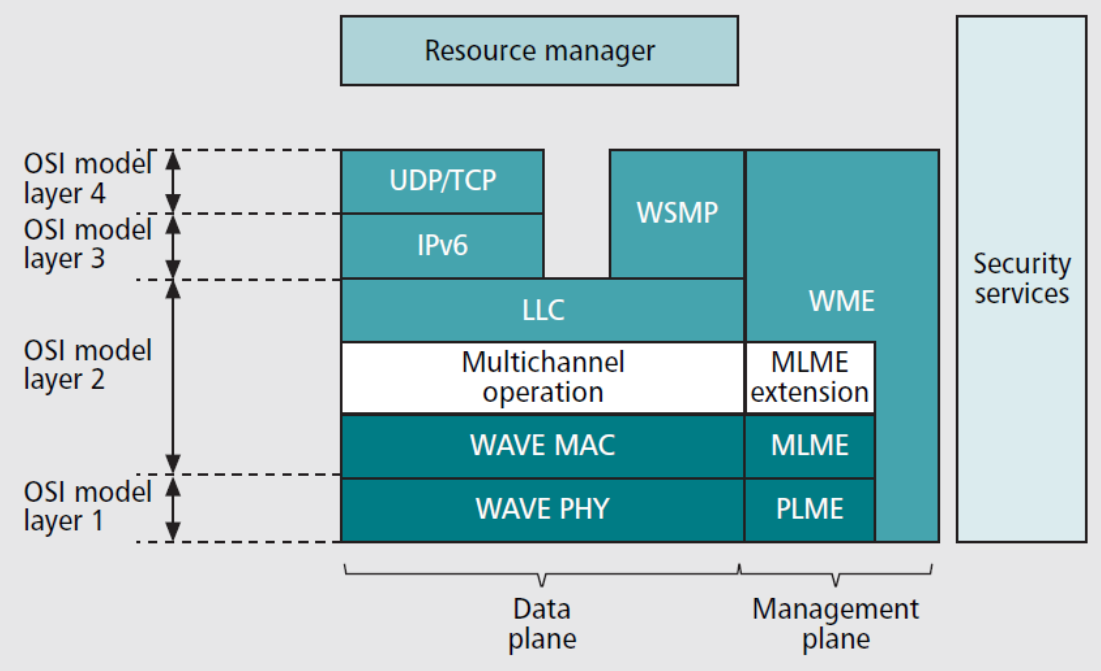 Resource manager
OSI model
layer 4
UDP/TCP
WSMP
OSI model
layer 3
IPv6
Security
services
LLC
WME
OSI model
layer 2
Multichannel
operation
MLME
extension
WAVE MAC
MLME
OSI model
layer 1
WAVE PHY
PLME
Data
plane
Management
plane